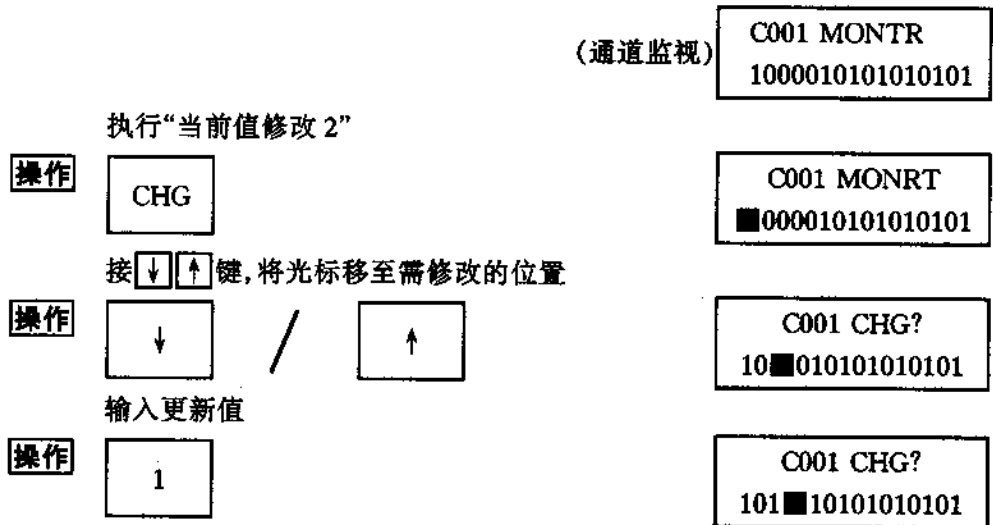 (通道监视)
C001 MONTR
1000010101010101
执行“当前值修改 2”
操作
CHG
C001 MONRT
■000010101010101
接↓↑键,将光标移至需修改的位置
操作
↓ / ↑
C001 CHG?
10■010101010101
输入更新值
操作
1
C001 CHG?
101■10101010101